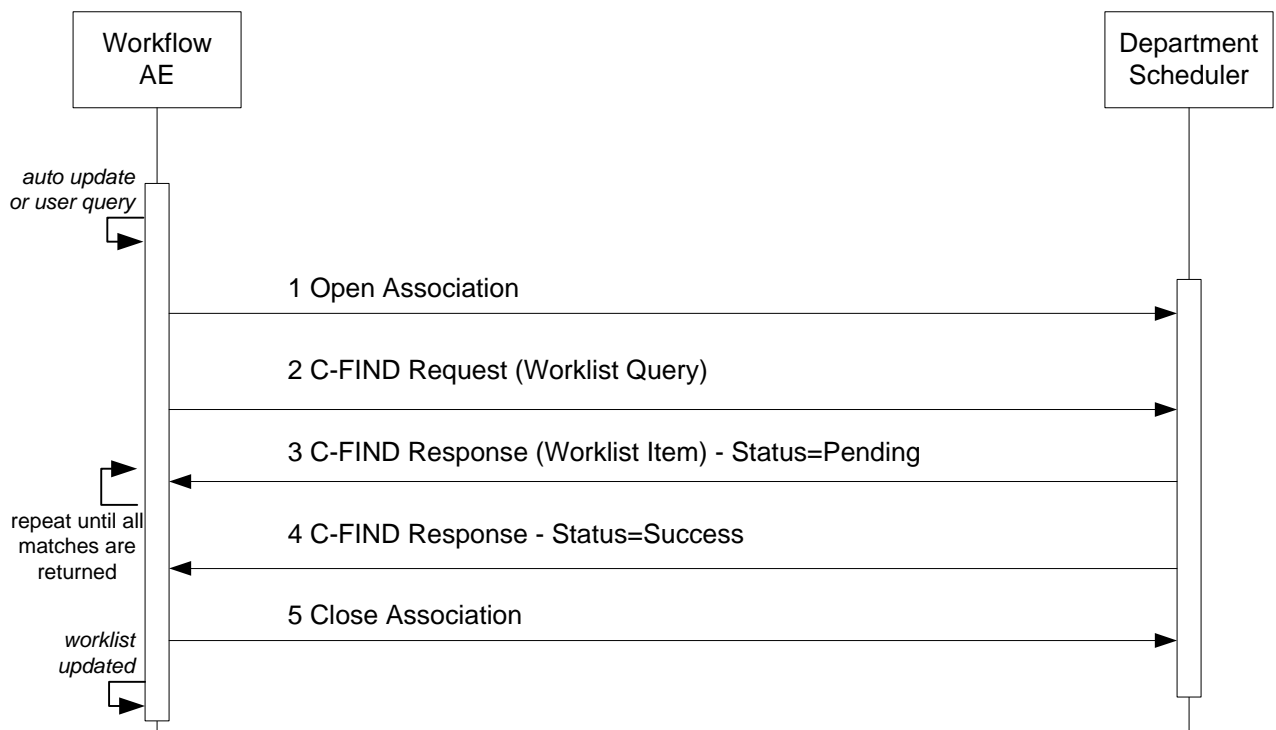 Workflow
AE
Department
Scheduler
auto update
or user query
1 Open Association
2 C-FIND Request (Worklist Query)
3 C-FIND Response (Worklist Item) - Status=Pending
repeat until all
matches are
returned
4 C-FIND Response - Status=Success
5 Close Association
worklist
updated